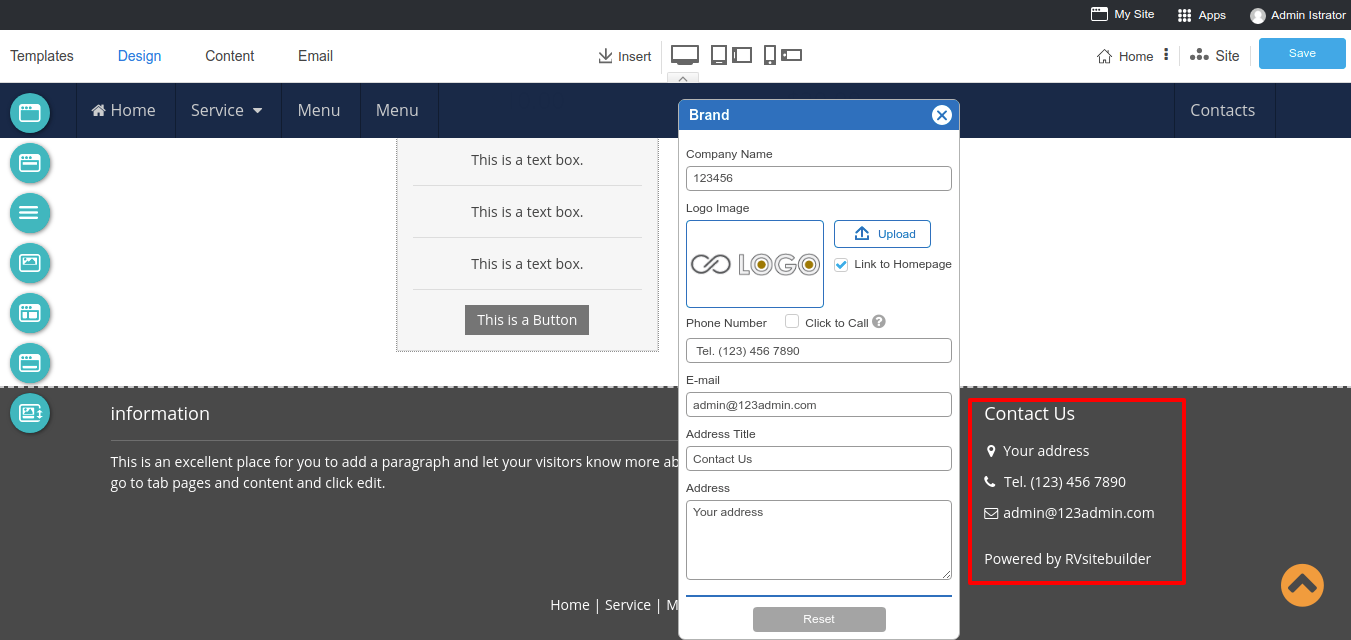 My Site Apps Admin Istrator
Templates Design Content Email Insert Home Site Save
Home Service Menu Menu Contacts
This is a text box.
This is a text box.
This is a text box.
This is a Button
Brand
Company Name
123456
Logo Image
LOGO
Upload
Link to Homepage
Phone Number Click to Call ?
Tel. (123) 456 7890
E-mail
admin@123admin.com
Address Title
Contact Us
Address
Your address
Reset
information
This is an excellent place for you to add a paragraph and let your visitors know more ab
go to tab pages and content and click edit.
Contact Us
Your address
Tel. (123) 456 7890
admin@123admin.com
Powered by RVsitebuilder
Home | Service | M